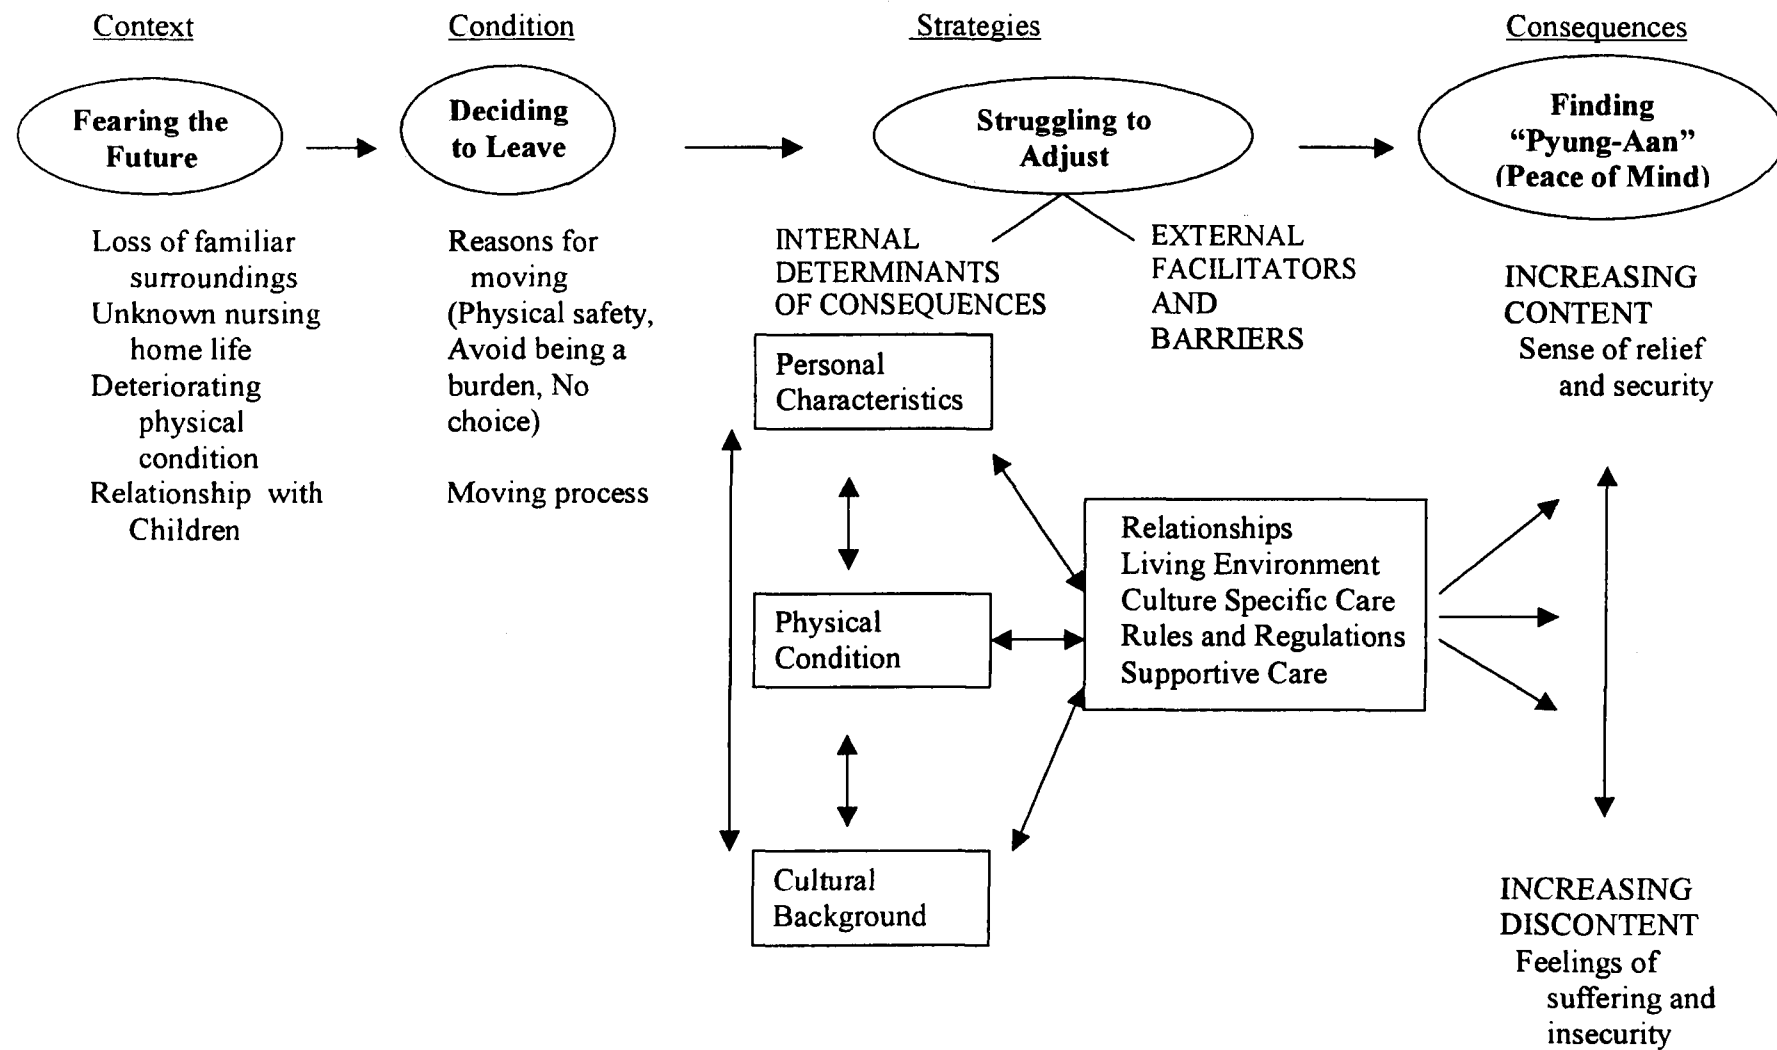 Context
Condition
Strategies
Consequences
Fearing the
Future
Deciding
to Leave
Struggling to
Adjust
Finding
“Pyung-Aan”
(Peace of Mind)
Loss of familiar
surroundings
Unknown nursing
home life
Deteriorating
physical
condition
Relationship with
Children
Reasons for
moving
(Physical safety,
Avoid being a
burden, No
choice)
Moving process
INTERNAL
DETERMINANTS
OF CONSEQUENCES
EXTERNAL
FACILITATORS
AND
BARRIERS
Personal
Characteristics
Physical
Condition
Cultural
Background
Relationships
Living Environment
Culture Specific Care
Rules and Regulations
Supportive Care
INCREASING
CONTENT
Sense of relief
and security
INCREASING
DISCONTENT
Feelings of
suffering and
insecurity